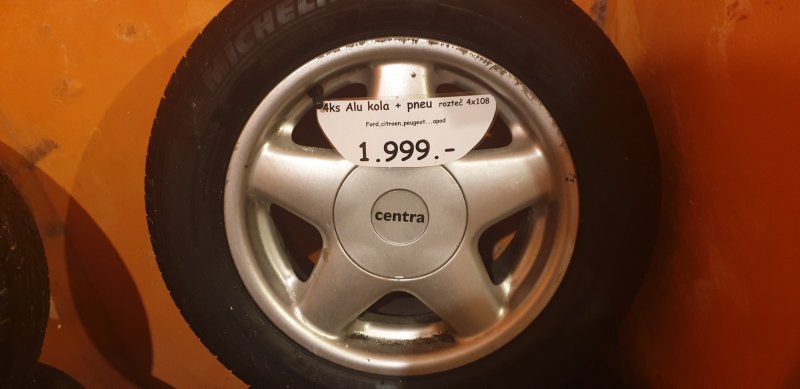 MICHELIN
4ks Alu kola + pneu rozteč 4x108
Ford,citroen,peugeot...apod
1.999.-
centra